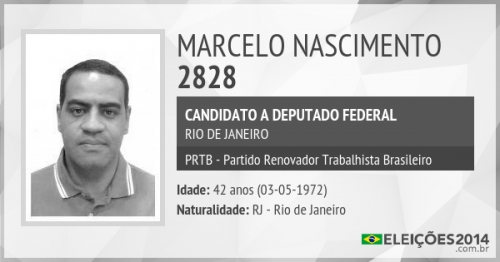 MARCELO NASCIMENTO
2828
CANDIDATO A DEPUTADO FEDERAL
RIO DE JANEIRO
PRTB - Partido Renovador Trabalhista Brasileiro
Idade: 42 anos (03-05-1972)
Naturalidade: RJ - Rio de Janeiro
ELEIÇÕES2014
.com.br